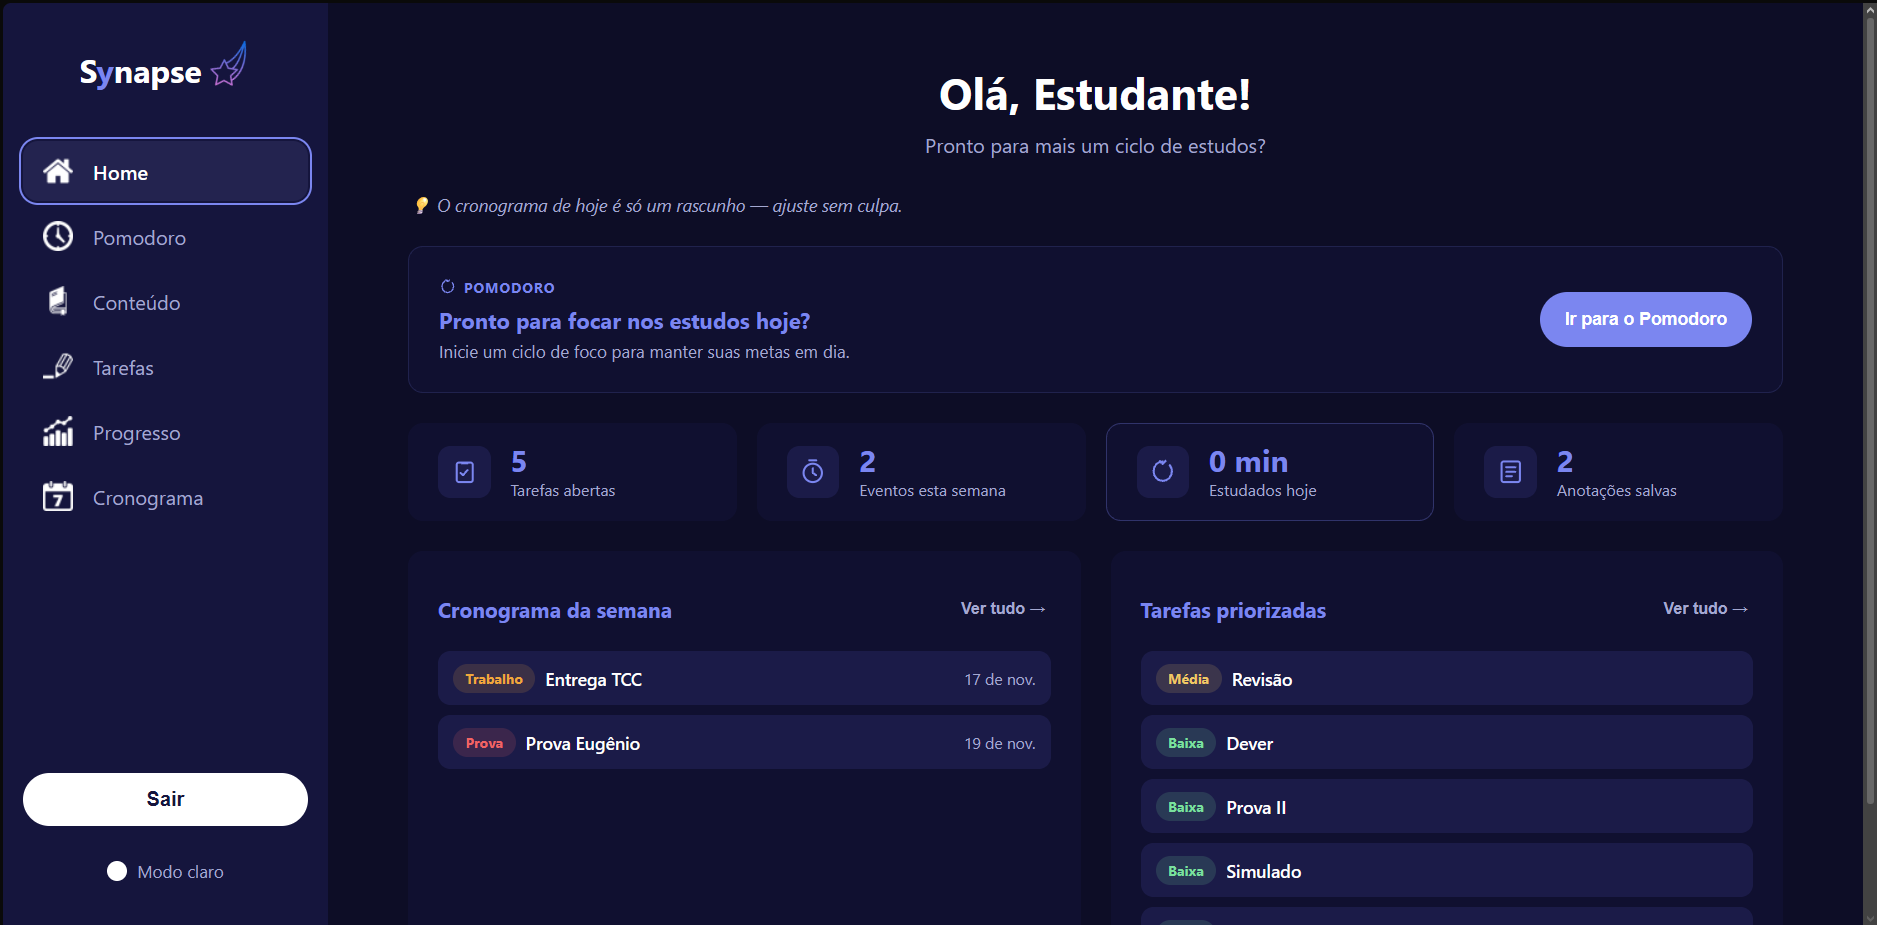 Synapse
Home
Pomodoro
Conteúdo
Tarefas
Progresso
7
Cronograma
Sair
Modo claro
Olá, Estudante!
Pronto para mais um ciclo de estudos?
O cronograma de hoje é só um rascunho — ajuste sem culpa.
POMODORO
Pronto para focar nos estudos hoje?
Inicie um ciclo de foco para manter suas metas em dia.
Ir para o Pomodoro
5
Tarefas abertas
2
Eventos esta semana
0 min
Estudados hoje
2
Anotações salvas
Cronograma da semana
Ver tudo →
Trabalho Entrega TCC 17 de nov.
Prova Prova Eugênio 19 de nov.
Tarefas priorizadas
Ver tudo →
Média Revisão
Baixa Dever
Baixa Prova II
Baixa Simulado